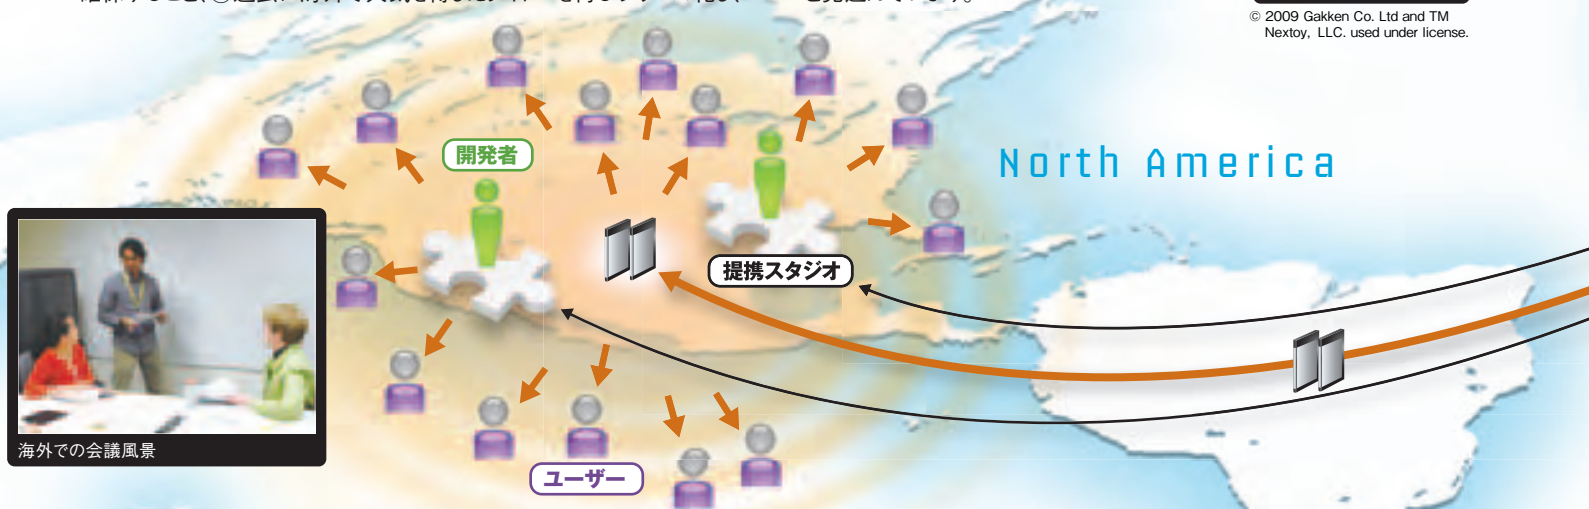 © 2009 Gakken Co. Ltd and TM
Nextoy, LLC. used under license.
開発者
North America
提携スタジオ
海外での会議風景
ユーザー